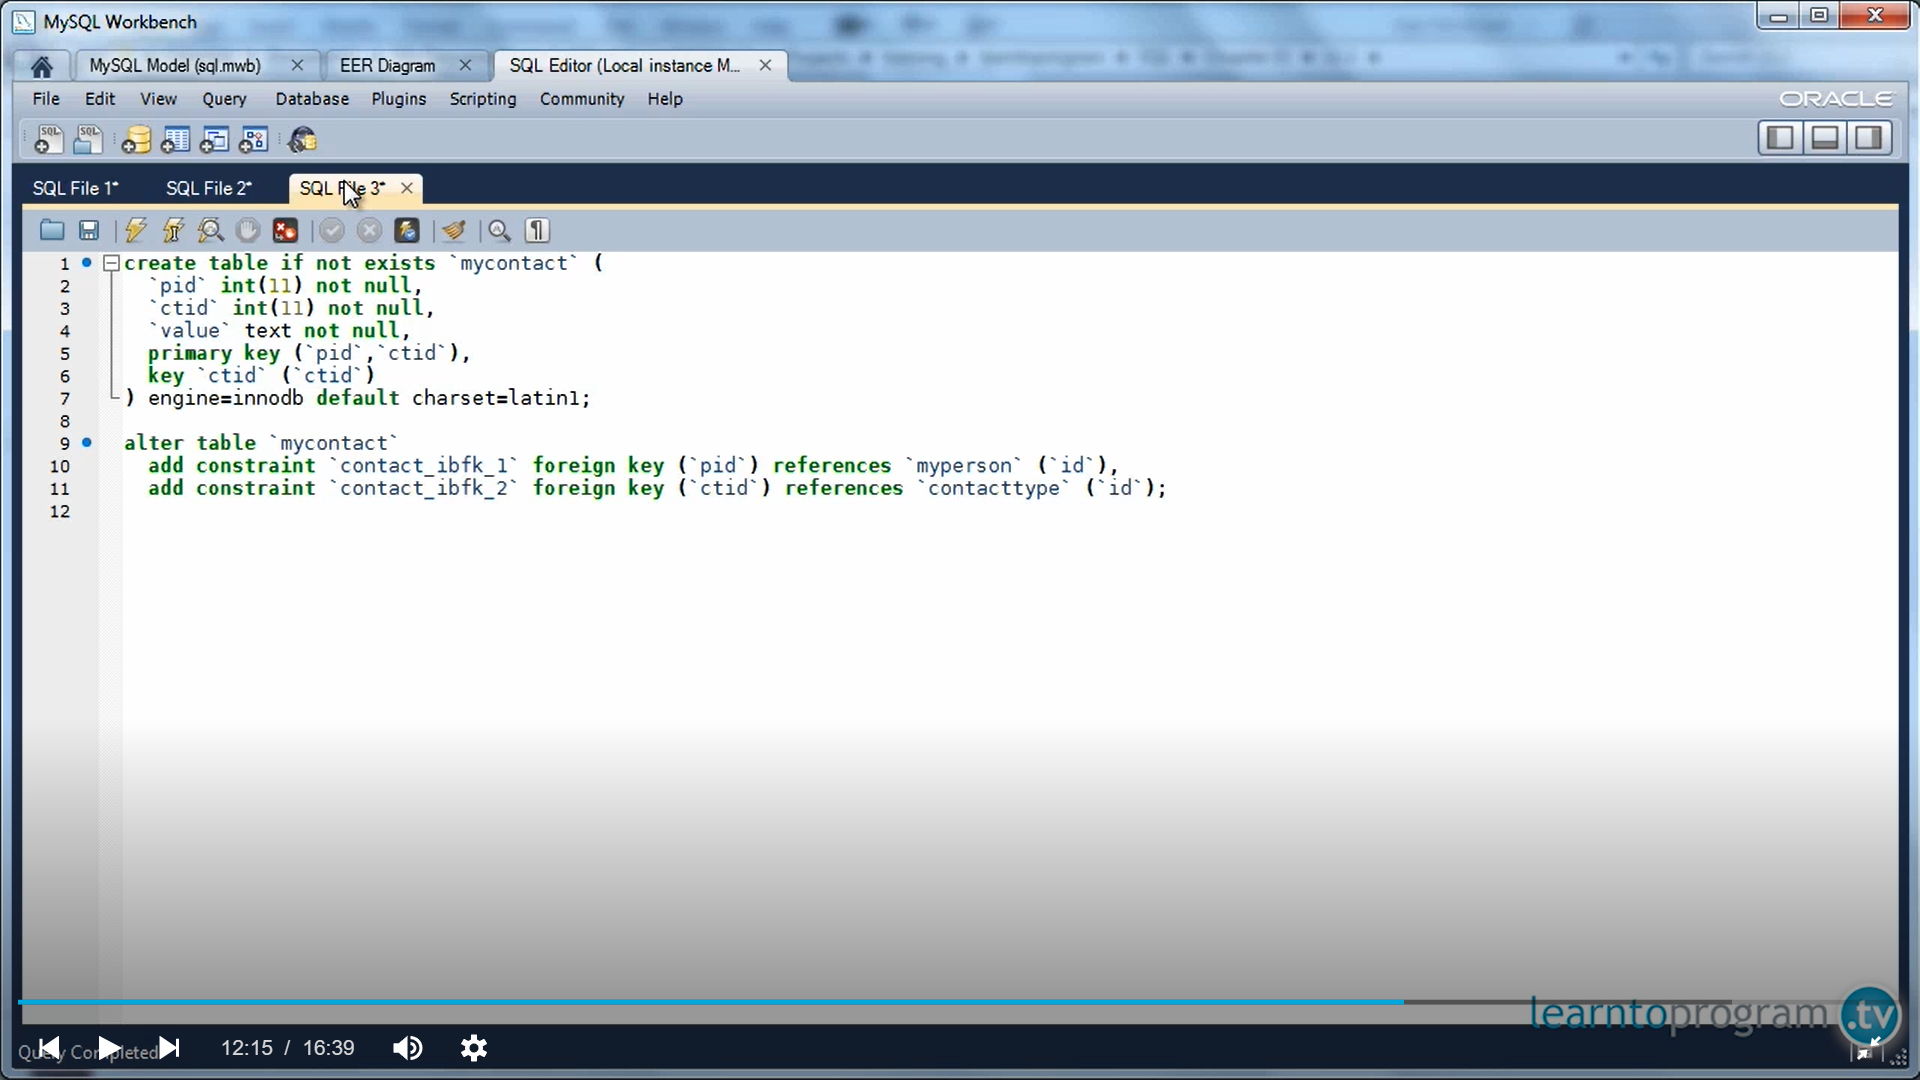 MySQL Workbench
MySQL Model (sql.mwb)
EER Diagram
SQL Editor (Local instance M...
File Edit View Query Database Plugins Scripting Community Help
ORACLE
SQL File 1*
SQL File 2*
SQL File 3*
1 create table if not exists `mycontact` (
2 `pid` int(11) not null,
3 `ctid` int(11) not null,
4 `value` text not null,
5 primary key (`pid`,`ctid`),
6 key `ctid` (`ctid`)
7 ) engine=innodb default charset=latin1;
8
9 alter table `mycontact`
10 add constraint `contact_ibfk_1` foreign key (`pid`) references `myperson` (`id`),
11 add constraint `contact_ibfk_2` foreign key (`ctid`) references `contacttype` (`id`);
12
learntoprogram.tv
Query Completed
12:15 / 16:39